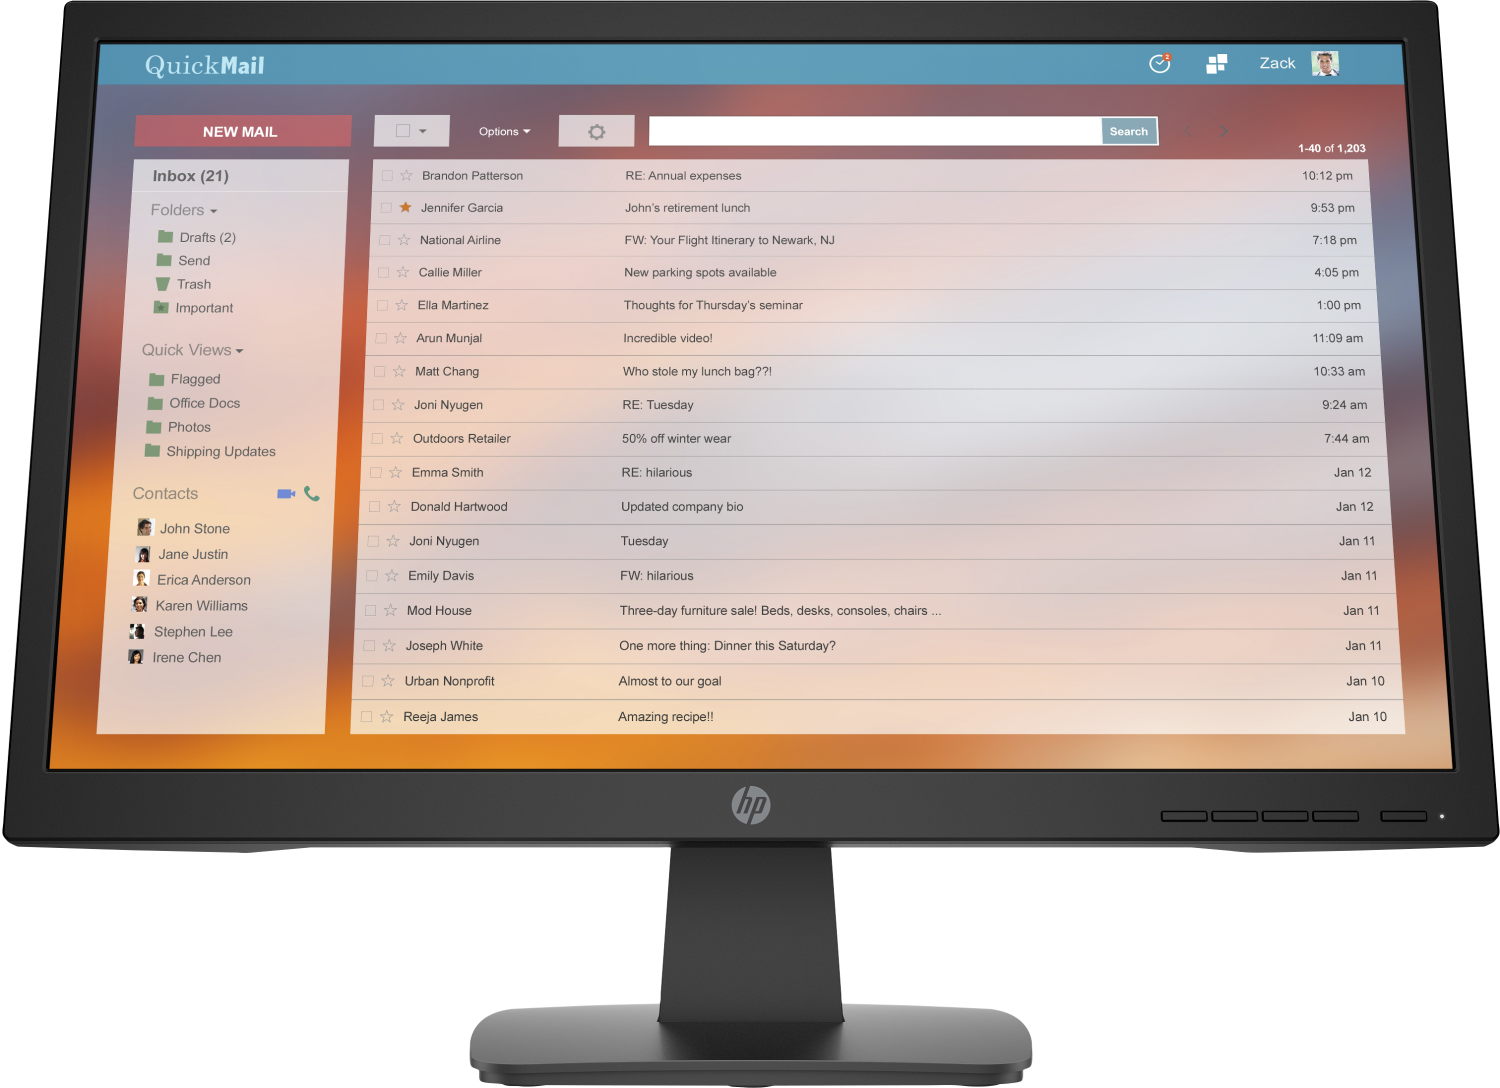 QuickMail
2
Zack
NEW MAIL
Options
Search
1-40 of 1,203
Inbox (21)
Folders
Drafts (2)
Send
Trash
Important
Quick Views
Flagged
Office Docs
Photos
Shipping Updates
Contacts
John Stone
Jane Justin
Erica Anderson
Karen Williams
Stephen Lee
Irene Chen
Brandon Patterson RE: Annual expenses 10:12 pm
Jennifer Garcia John's retirement lunch 9:53 pm
National Airline FW: Your Flight Itinerary to Newark, NJ 7:18 pm
Callie Miller New parking spots available 4:05 pm
Ella Martinez Thoughts for Thursday's seminar 1:00 pm
Arun Munjal Incredible video! 11:09 am
Matt Chang Who stole my lunch bag??! 10:33 am
Joni Nyugen RE: Tuesday 9:24 am
Outdoors Retailer 50% off winter wear 7:44 am
Emma Smith RE: hilarious Jan 12
Donald Hartwood Updated company bio Jan 12
Joni Nyugen Tuesday Jan 11
Emily Davis FW: hilarious Jan 11
Mod House Three-day furniture sale! Beds, desks, consoles, chairs ... Jan 11
Joseph White One more thing: Dinner this Saturday? Jan 11
Urban Nonprofit Almost to our goal Jan 10
Reeja James Amazing recipe!! Jan 10
hp